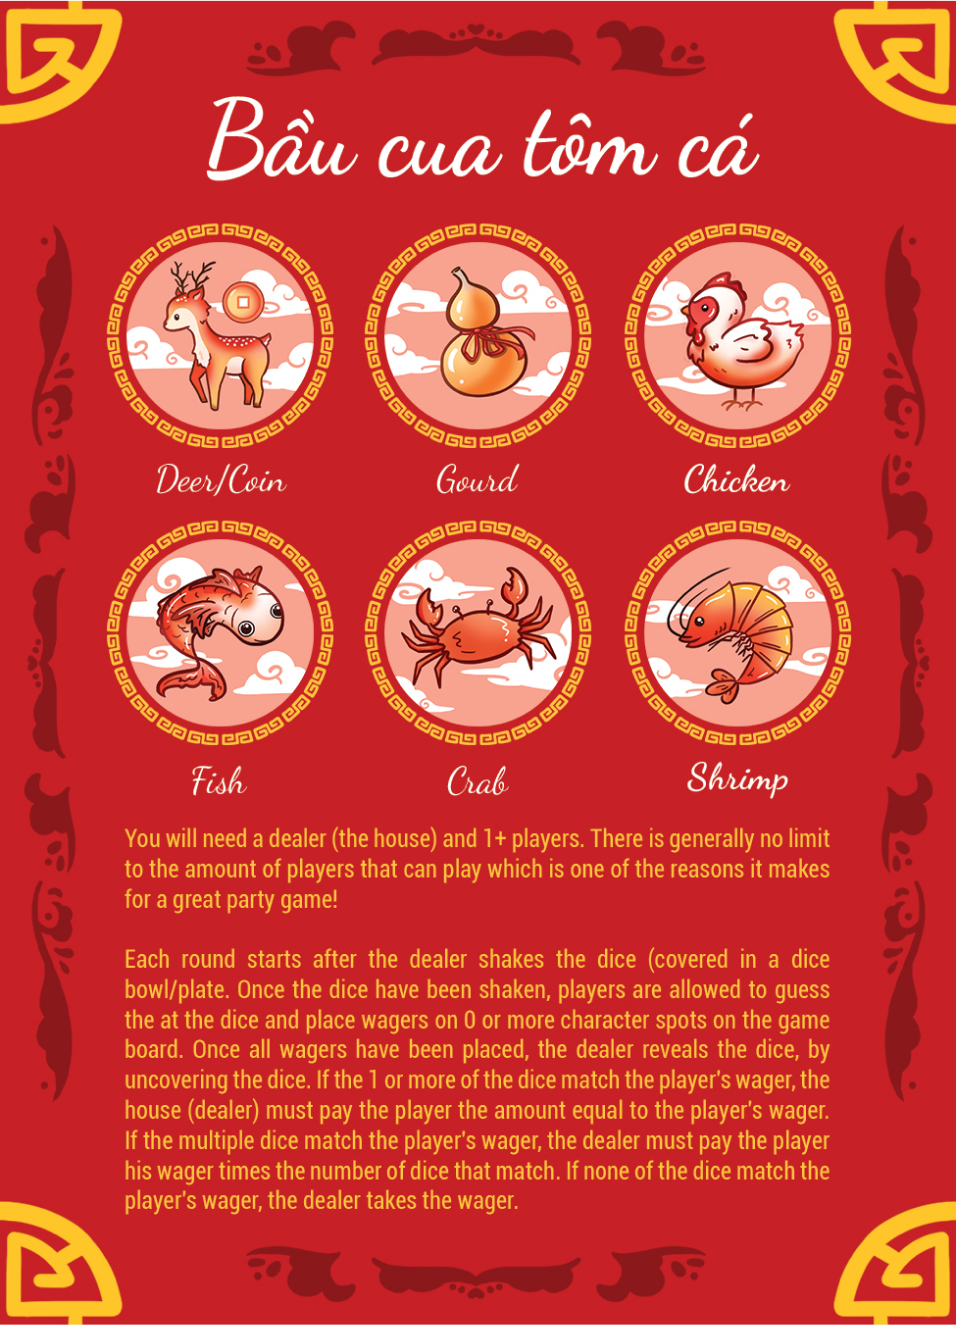 Bầu cua tôm cá
Deer/Coin
Gourd
Chicken
Fish
Crab
Shrimp
You will need a dealer (the house) and 1+ players. There is generally no limit
to the amount of players that can play which is one of the reasons it makes
for a great party game!
Each round starts after the dealer shakes the dice (covered in a dice
bowl/plate. Once the dice have been shaken, players are allowed to guess
the at the dice and place wagers on 0 or more character spots on the game
board. Once all wagers have been placed, the dealer reveals the dice, by
uncovering the dice. If the 1 or more of the dice match the player's wager, the
house (dealer) must pay the player the amount equal to the player's wager.
If the multiple dice match the player's wager, the dealer must pay the player
his wager times the number of dice that match. If none of the dice match the
player's wager, the dealer takes the wager.